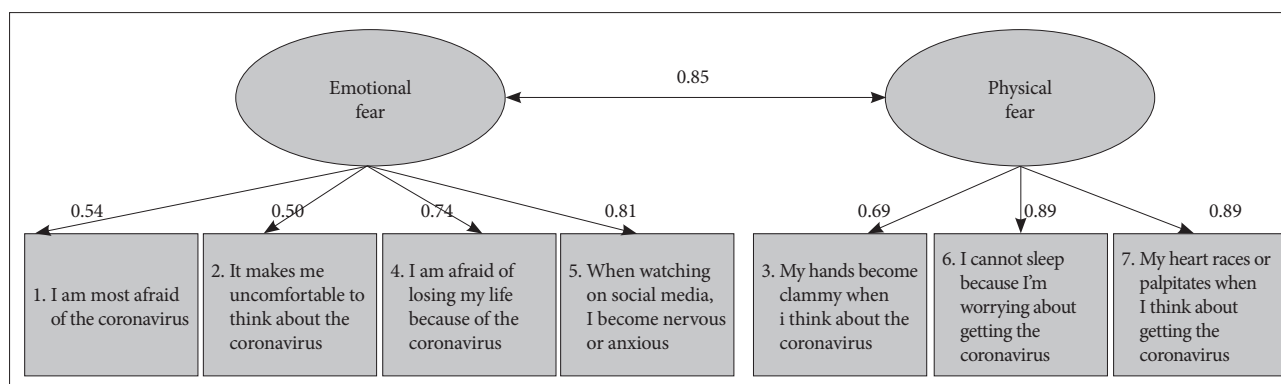 Emotional
fear
0.85
Physical
fear
0.54
0.50
0.74
0.81
0.69
0.89
0.89
1. I am most afraid
of the coronavirus
2. It makes me
uncomfortable to
think about the
coronavirus
4. I am afraid of
losing my life
because of the
coronavirus
5. When watching
on social media,
I become nervous
or anxious
3. My hands become
clammy when
i think about the
coronavirus
6. I cannot sleep
because I'm
worrying about
getting the
coronavirus
7. My heart races or
palpitates when
I think about
getting the
coronavirus